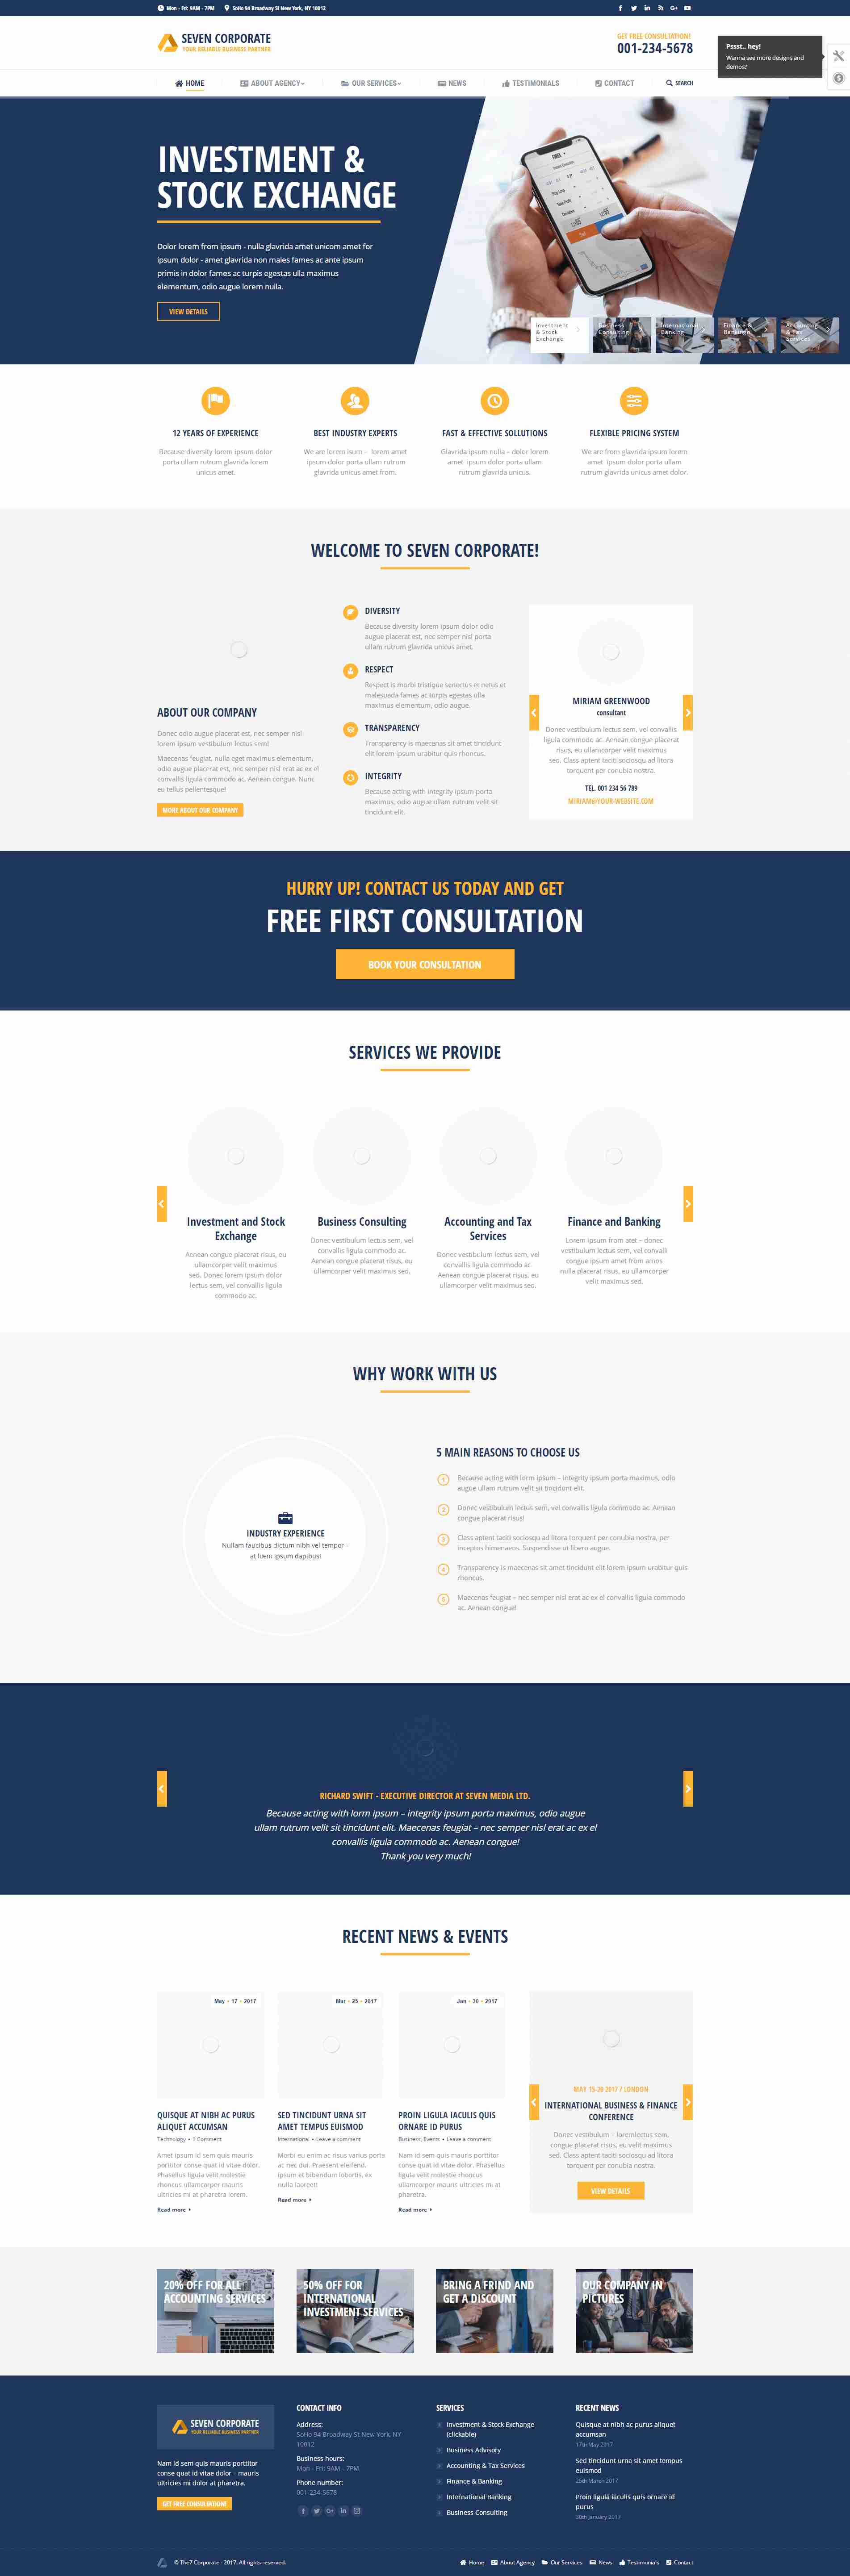 Mon - Fri: 9AM - 7PM
SoHo 94 Broadway St New York, NY 10012
SEVEN CORPORATE
YOUR RELIABLE BUSINESS PARTNER
GET FREE CONSULTATION!
001-234-5678
Pssst.. hey!
Wanna see more designs and
demos?
HOME
ABOUT AGENCY
OUR SERVICES
NEWS
TESTIMONIALS
CONTACT
SEARCH
INVESTMENT &
STOCK EXCHANGE
Dolor lorem from ipsum - nulla glavrida amet unicom amet for
ipsum dolor - amet glavrida non males fames ac ante ipsum
primis in dolor fames ac turpis egestas ulla maximus
elementum, odio augue lorem nulla.
VIEW DETAILS
Investment
& Stock
Exchange
Business
Consulting
International
Banking
Finance &
Bankings
Accounting
& Tax
Services
12 YEARS OF EXPERIENCE
Because diversity lorem ipsum dolor
porta ullam rutrum glavrida lorem
unicus amet.
BEST INDUSTRY EXPERTS
We are lorem isum – lorem amet
ipsum dolor porta ullam rutrum
glavrida unicus amet from.
FAST & EFFECTIVE SOLLUTIONS
Glavrida ipsum nulla – dolor lorem
amet ipsum dolor porta ullam
rutrum glavrida unicus.
FLEXIBLE PRICING SYSTEM
We are from glavrida ipsum lorem
amet ipsum dolor porta ullam
rutrum glavrida unicus amet dolor.
WELCOME TO SEVEN CORPORATE!
ABOUT OUR COMPANY
Donec odio augue placerat est, nec semper nisl
lorem ipsum vestibulum lectus sem!
Maecenas feugiat, nulla eget maximus elementum,
odio augue placerat est, nec semper nisl erat ac ex el
convallis ligula commodo ac. Aenean congue. Nunc
eu tellus pellentesque!
MORE ABOUT OUR COMPANY
DIVERSITY
Because diversity lorem ipsum dolor odio
augue placerat est, nec semper nisl porta
ullam rutrum glavrida unicus amet.
RESPECT
Respect is morbi tristique senectus et netus et
malesuada fames ac turpis egestas ulla
maximus elementum, odio augue.
TRANSPARENCY
Transparency is maecenas sit amet tincidunt
elit lorem ipsum urabitur quis rhoncus.
INTEGRITY
Because acting with integrity ipsum porta
maximus, odio augue ullam rutrum velit sit
tincidunt elit.
MIRIAM GREENWOOD
consultant
Donec vestibulum lectus sem, vel convallis
ligula commodo ac. Aenean congue placerat
risus, eu ullamcorper velit maximus
sed. Class aptent taciti sociosqu ad litora
torquent per conubia nostra.
TEL. 001 234 56 789
MIRIAM@YOUR-WEBSITE.COM
HURRY UP! CONTACT US TODAY AND GET
FREE FIRST CONSULTATION
BOOK YOUR CONSULTATION
SERVICES WE PROVIDE
Investment and Stock
Exchange
Aenean congue placerat risus, eu
ullamcorper velit maximus
sed. Donec lorem ipsum dolor
lectus sem, vel convallis ligula
commodo ac.
Business Consulting
Donec vestibulum lectus sem, vel
convallis ligula commodo ac.
Aenean congue placerat risus, eu
ullamcorper velit maximus sed.
Accounting and Tax
Services
Donec vestibulum lectus sem, vel
convallis ligula commodo ac.
Aenean congue placerat risus, eu
ullamcorper velit maximus sed.
Finance and Banking
Lorem ipsum from atet – donec
vestibulum lectus sem, vel convalli
congue ipsum amet from amos
nulla placerat risus, eu ullamcorper
velit maximus sed.
WHY WORK WITH US
INDUSTRY EXPERIENCE
Nullam faucibus dictum nibh vel tempor –
at loem ipsum dapibus!
5 MAIN REASONS TO CHOOSE US
1 Because acting with lorm ipsum – integrity ipsum porta maximus, odio
augue ullam rutrum velit sit tincidunt elit.
2 Donec vestibulum lectus sem, vel convallis ligula commodo ac. Aenean
congue placerat risus!
3 Class aptent taciti sociosqu ad litora torquent per conubia nostra, per
inceptos himenaeos. Suspendisse ut libero augue.
4 Transparency is maecenas sit amet tincidunt elit lorem ipsum urabitur quis
rhoncus.
5 Maecenas feugiat – nec semper nisl erat ac ex el convallis ligula commodo
ac. Aenean congue!
RICHARD SWIFT - EXECUTIVE DIRECTOR AT SEVEN MEDIA LTD.
Because acting with lorm ipsum – integrity ipsum porta maximus, odio augue
ullam rutrum velit sit tincidunt elit. Maecenas feugiat – nec semper nisl erat ac ex el
convallis ligula commodo ac. Aenean congue!
Thank you very much!
RECENT NEWS & EVENTS
May • 17 • 2017
QUISQUE AT NIBH AC PURUS
ALIQUET ACCUMSAN
Technology • 1 Comment
Amet ipsum id sem quis mauris
porttitor conse quat id vitae dolor.
Phasellus ligula velit molestie
rhoncus ullamcorper mauris
ultricies mi at pharetra lorem.
Read more
Mar • 25 • 2017
SED TINCIDUNT URNA SIT
AMET TEMPUS EUISMOD
International • Leave a comment
Morbi eu enim ac risus varius porta
ac nec dui. Praesent eleifend,
ipsum et biberdum lobortis, ex
nulla laoreet!
Read more
Jan • 30 • 2017
PROIN LIGULA IACULIS QUIS
ORNARE ID PURUS
Business, Events • Leave a comment
Nam id sem quis mauris porttitor
conse quat id vitae dolor. Phasellus
ligula velit molestie rhoncus
ullamcorper mauris ultricies mi at
pharetra.
Read more
MAY 15-20 2017 / LONDON
INTERNATIONAL BUSINESS & FINANCE
CONFERENCE
Donec vestibulum – loremlectus sem,
congue placerat risus, eu velit maximus
sed. Class aptent taciti sociosqu ad litora
torquent per conubia nostra.
VIEW DETAILS
20% OFF FOR ALL
ACCOUNTING SERVICES
50% OFF FOR
INTERNATIONAL
INVESTMENT SERVICES
BRING A FRIND AND
GET A DISCOUNT
OUR COMPANY IN
PICTURES
SEVEN CORPORATE
YOUR RELIABLE BUSINESS PARTNER
Nam id sem quis mauris porttitor
conse quat id vitae dolor – mauris
ultricies mi dolor at pharetra.
GET FREE CONSULTATION!
CONTACT INFO
Address:
SoHo 94 Broadway St New York, NY
10012
Business hours:
Mon - Fri: 9AM - 7PM
Phone number:
001-234-5678
SERVICES
Investment & Stock Exchange
(clickable)
Business Advisory
Accounting & Tax Services
Finance & Banking
International Banking
Business Consulting
RECENT NEWS
Quisque at nibh ac purus aliquet
accumsan
17th May 2017
Sed tincidunt urna sit amet tempus
euismod
25th March 2017
Proin ligula iaculis quis ornare id
purus
30th January 2017
© The7 Corporate - 2017. All rights reserved.
Home
About Agency
Our Services
News
Testimonials
Contact